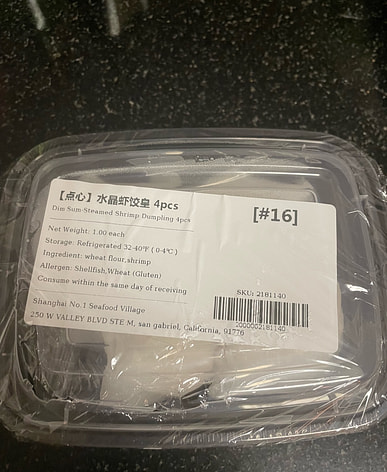 【点心】水晶虾饺皇 4pcs
[#16]
Dim Sum-Steamed Shrimp Dumpling 4pcs
Net Weight: 1.00 each
Storage: Refrigerated 32-40℉ ( 0-4℃ )
Ingredient: wheat flour,shrimp
Allergen: Shellfish,Wheat (Gluten)
Consume within the same day of receiving
SKU: 2181140
2000002181140
Shanghai No.1 Seafood Village
250 W VALLEY BLVD STE M, san gabriel, California, 91776